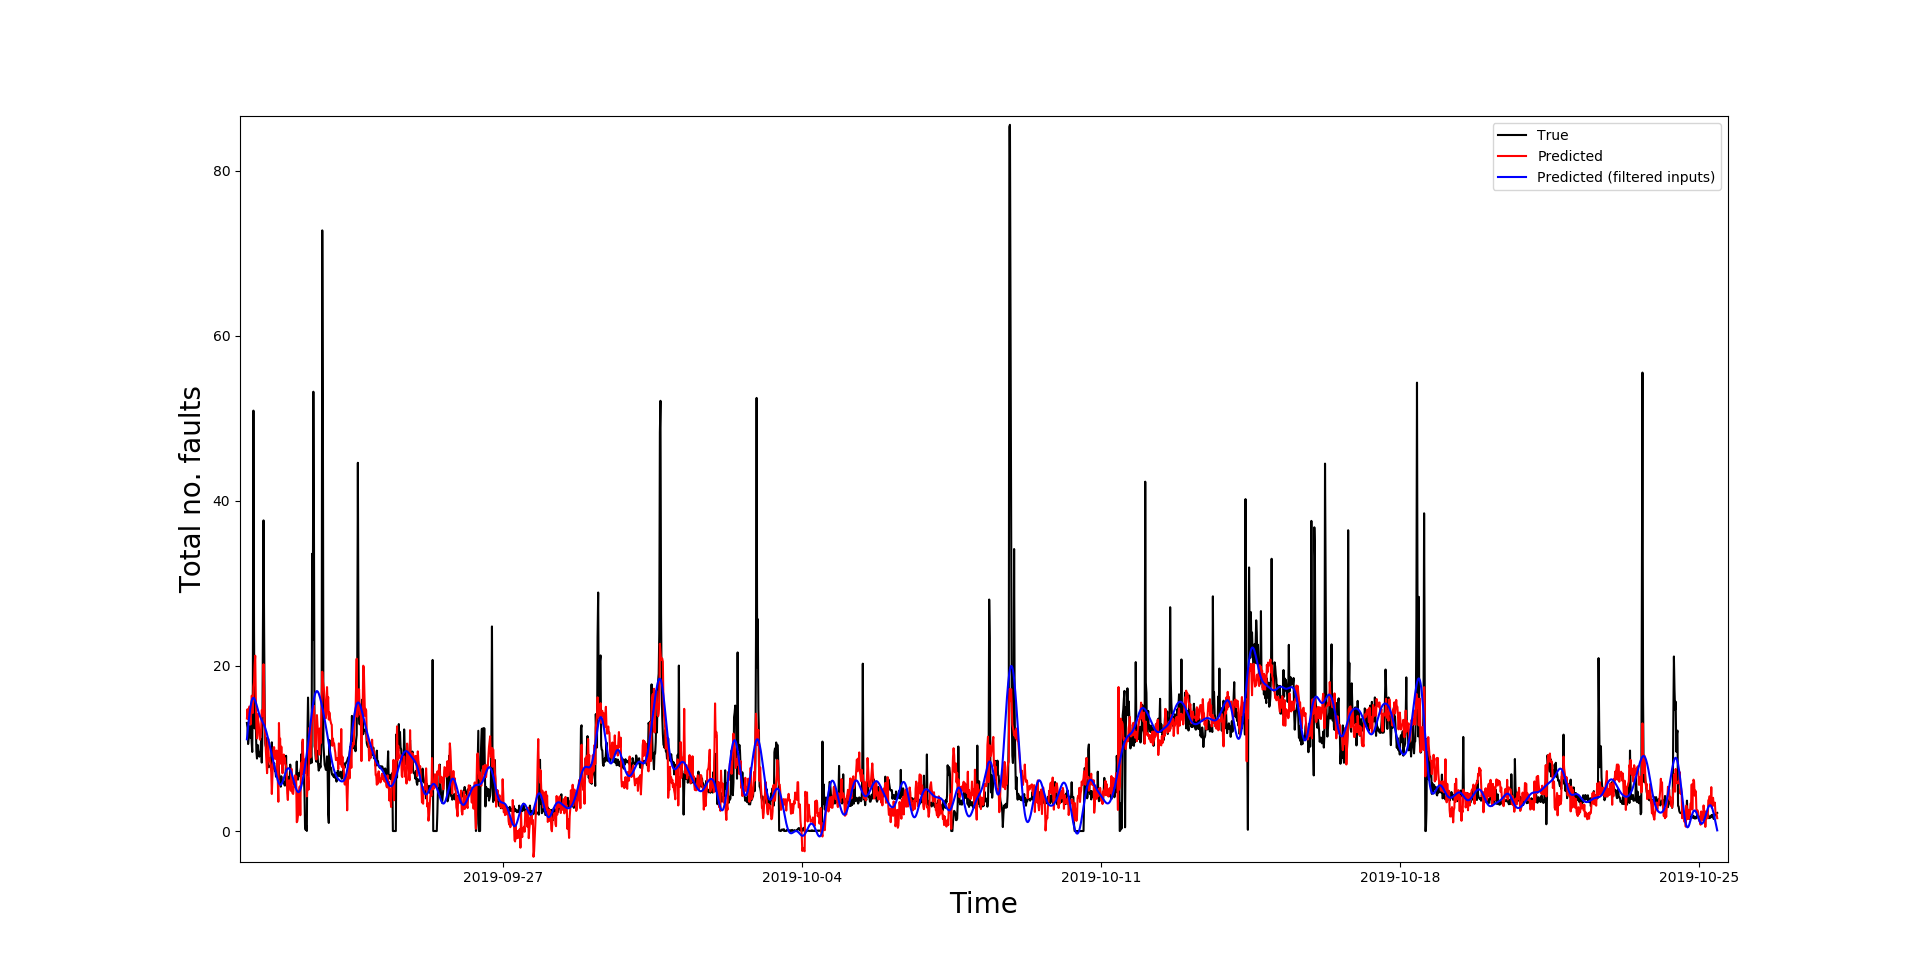 True
Predicted
Predicted (filtered inputs)
80
60
40
20
0
Total no. faults
2019-09-27
2019-10-04
2019-10-11
2019-10-18
2019-10-25
Time